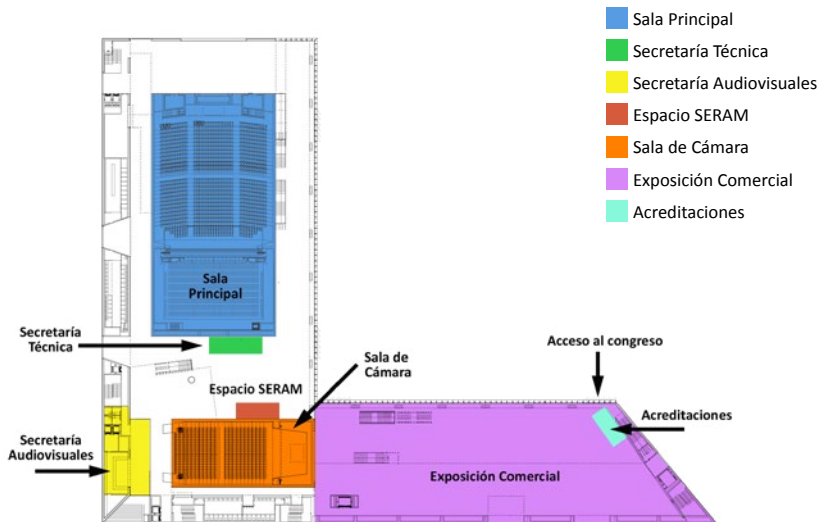 Sala Principal
Secretaría Técnica
Secretaría Audiovisuales
Espacio SERAM
Sala de Cámara
Exposición Comercial
Acreditaciones
Sala
Principal
Secretaría
Técnica
Sala de
Cámara
Acceso al congreso
Espacio SERAM
Acreditaciones
Secretaría
Audiovisuales
Exposición Comercial